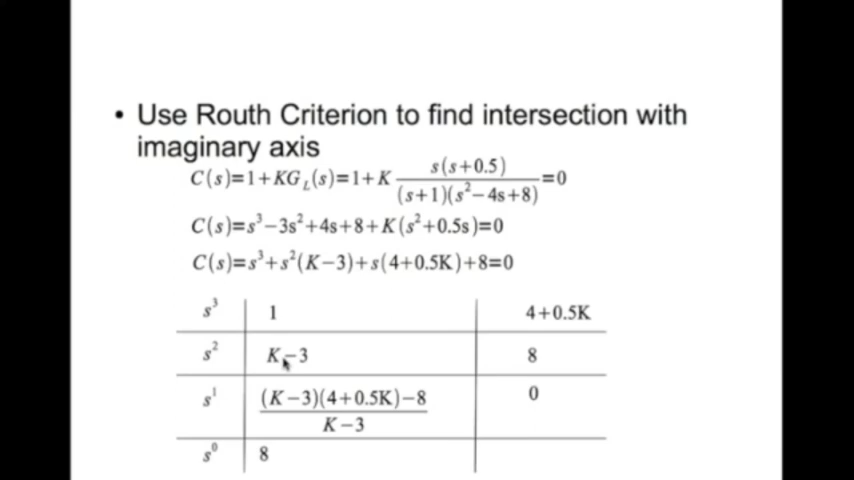 • Use Routh Criterion to find intersection with
imaginary axis
C(s)=1+KG_L(s)=1+K \frac{s(s+0.5)}{(s+1)(s²−4s+8)}=0
C(s)=s³−3s²+4s+8+K(s²+0.5s)=0
C(s)=s³+s²(K−3)+s(4+0.5K)+8=0
s³ 1 4+0.5K
s² K−3 8
s¹ \frac{(K−3)(4+0.5K)−8}{K−3} 0
s⁰ 8